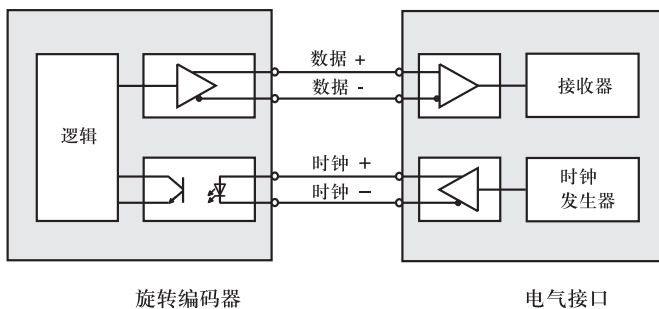 数据 +
数据 -
接收器
逻辑
时钟 +
时钟 –
时钟
发生器
旋转编码器
电气接口